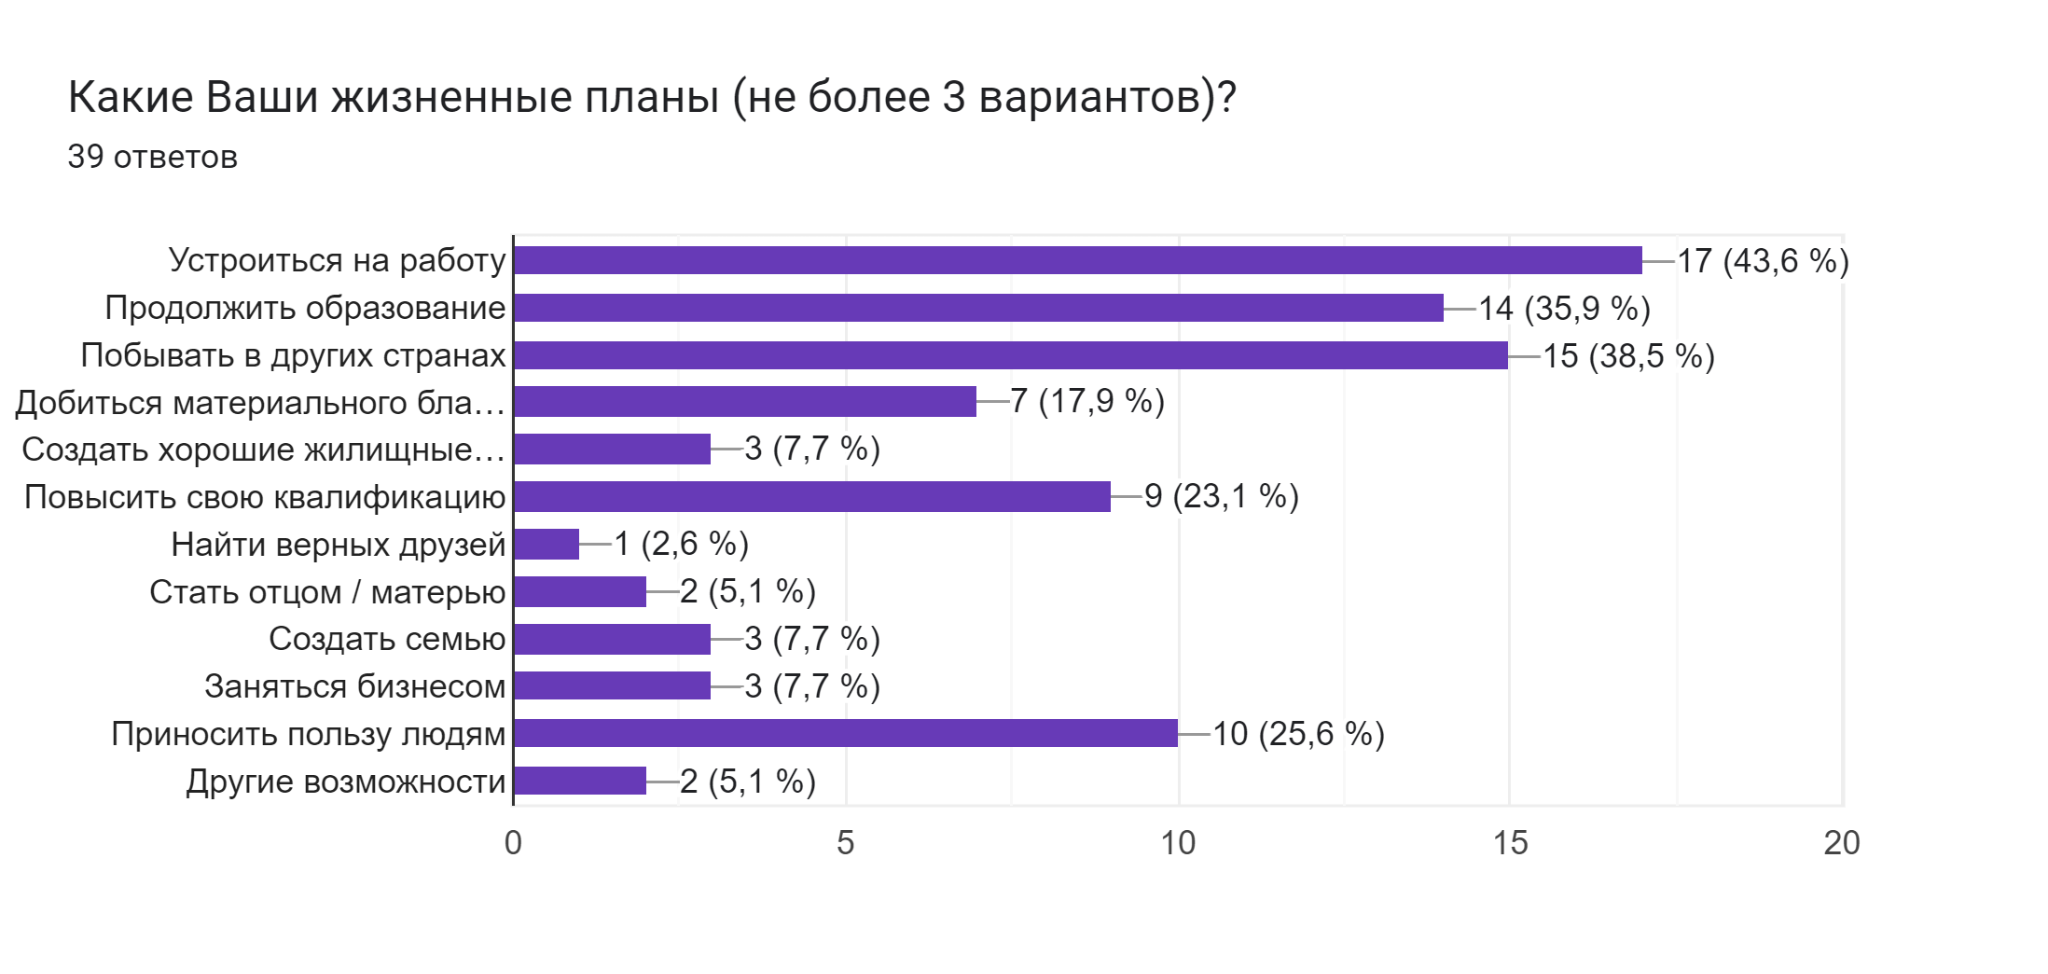 Какие Ваши жизненные планы (не более 3 вариантов)?
39 ответов
Устроиться на работу 17 (43,6 %)
Продолжить образование 14 (35,9 %)
Побывать в других странах 15 (38,5 %)
Добиться материального бла… 7 (17,9 %)
Создать хорошие жилищные… 3 (7,7 %)
Повысить свою квалификацию 9 (23,1 %)
Найти верных друзей 1 (2,6 %)
Стать отцом / матерью 2 (5,1 %)
Создать семью 3 (7,7 %)
Заняться бизнесом 3 (7,7 %)
Приносить пользу людям 10 (25,6 %)
Другие возможности 2 (5,1 %)
0 5 10 15 20